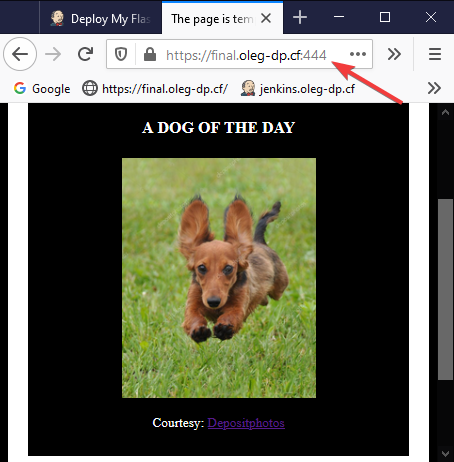 Deploy My Flas
The page is tem
https://final.oleg-dp.cf:444
Google
https://final.oleg-dp.cf/
jenkins.oleg-dp.cf
A DOG OF THE DAY
Courtesy: Depositphotos